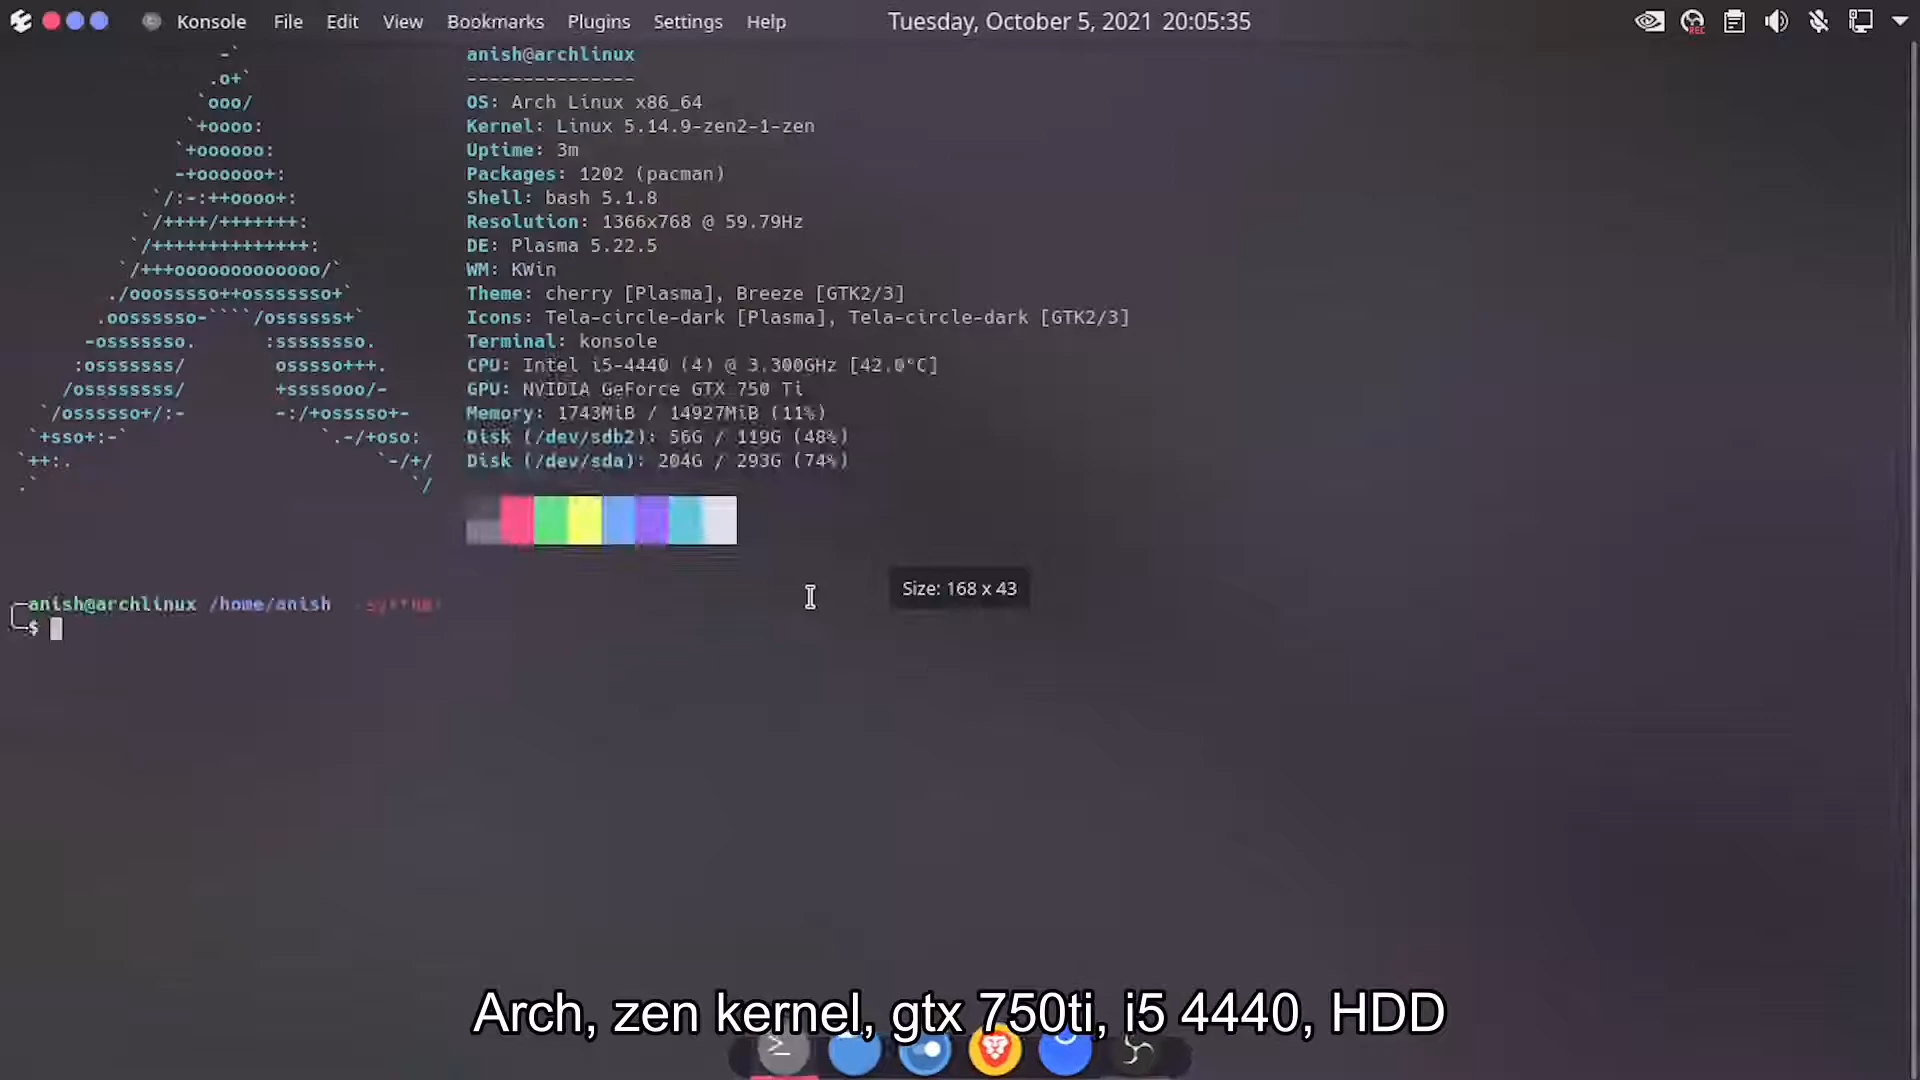 Konsole File Edit View Bookmarks Plugins Settings Help Tuesday, October 5, 2021 20:05:35
REC
anish@archlinux
---------------
OS: Arch Linux x86_64
Kernel: Linux 5.14.9-zen2-1-zen
Uptime: 3m
Packages: 1202 (pacman)
Shell: bash 5.1.8
Resolution: 1366x768 @ 59.79Hz
DE: Plasma 5.22.5
WM: KWin
Theme: cherry [Plasma], Breeze [GTK2/3]
Icons: Tela-circle-dark [Plasma], Tela-circle-dark [GTK2/3]
Terminal: konsole
CPU: Intel i5-4440 (4) @ 3.300GHz [42.0°C]
GPU: NVIDIA GeForce GTX 750 Ti
Memory: 1743MiB / 14927MiB (11%)
Disk (/dev/sdb2): 56G / 119G (48%)
Disk (/dev/sda): 204G / 293G (74%)
Size: 168 x 43
anish@archlinux /home/anish
$
Arch, zen kernel, gtx 750ti, i5 4440, HDD